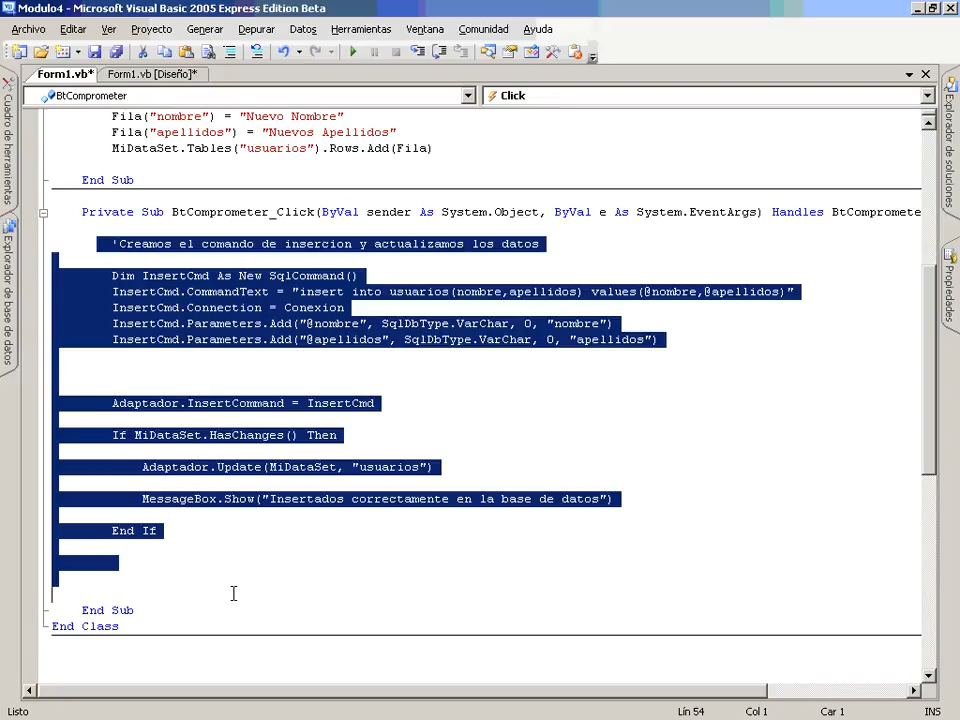 Modulo4 - Microsoft Visual Basic 2005 Express Edition Beta
Archivo Editar Ver Proyecto Generar Depurar Datos Herramientas Ventana Comunidad Ayuda
Form1.vb* Form1.vb [Diseño]*
BtComprometer Click
Fila("nombre") = "Nuevo Nombre"
Fila("apellidos") = "Nuevos Apellidos"
MiDataSet.Tables("usuarios").Rows.Add(Fila)
End Sub
Private Sub BtComprometer_Click(ByVal sender As System.Object, ByVal e As System.EventArgs) Handles BtCompromete
'Creamos el comando de insercion y actualizamos los datos
Dim InsertCmd As New SqlCommand()
InsertCmd.CommandText = "insert into usuarios(nombre,apellidos) values(@nombre,@apellidos)"
InsertCmd.Connection = Conexion
InsertCmd.Parameters.Add("@nombre", SqlDbType.VarChar, 0, "nombre")
InsertCmd.Parameters.Add("@apellidos", SqlDbType.VarChar, 0, "apellidos")
Adaptador.InsertCommand = InsertCmd
If MiDataSet.HasChanges() Then
Adaptador.Update(MiDataSet, "usuarios")
MessageBox.Show("Insertados correctamente en la base de datos")
End If
End Sub
End Class
Cuadro de herramientas
Explorador de base de datos
Explorador de soluciones
Propiedades
Listo Lín 54 Col 1 Car 1 INS